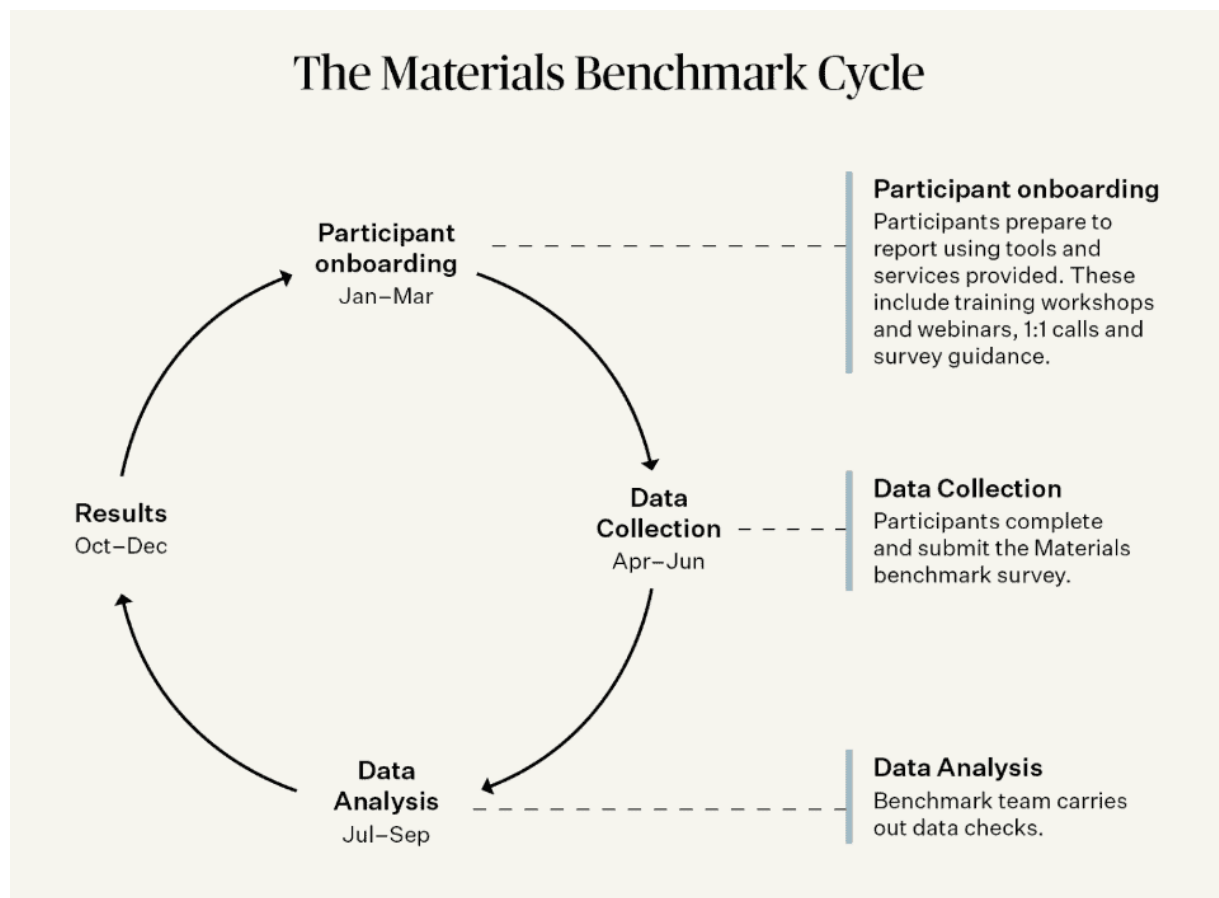 The Materials Benchmark Cycle
Participant
onboarding
Jan–Mar
Participant onboarding
Participants prepare to
report using tools and
services provided. These
include training workshops
and webinars, 1:1 calls and
survey guidance.
Data
Collection
Apr–Jun
Data Collection
Participants complete
and submit the Materials
benchmark survey.
Data
Analysis
Jul–Sep
Data Analysis
Benchmark team carries
out data checks.
Results
Oct–Dec